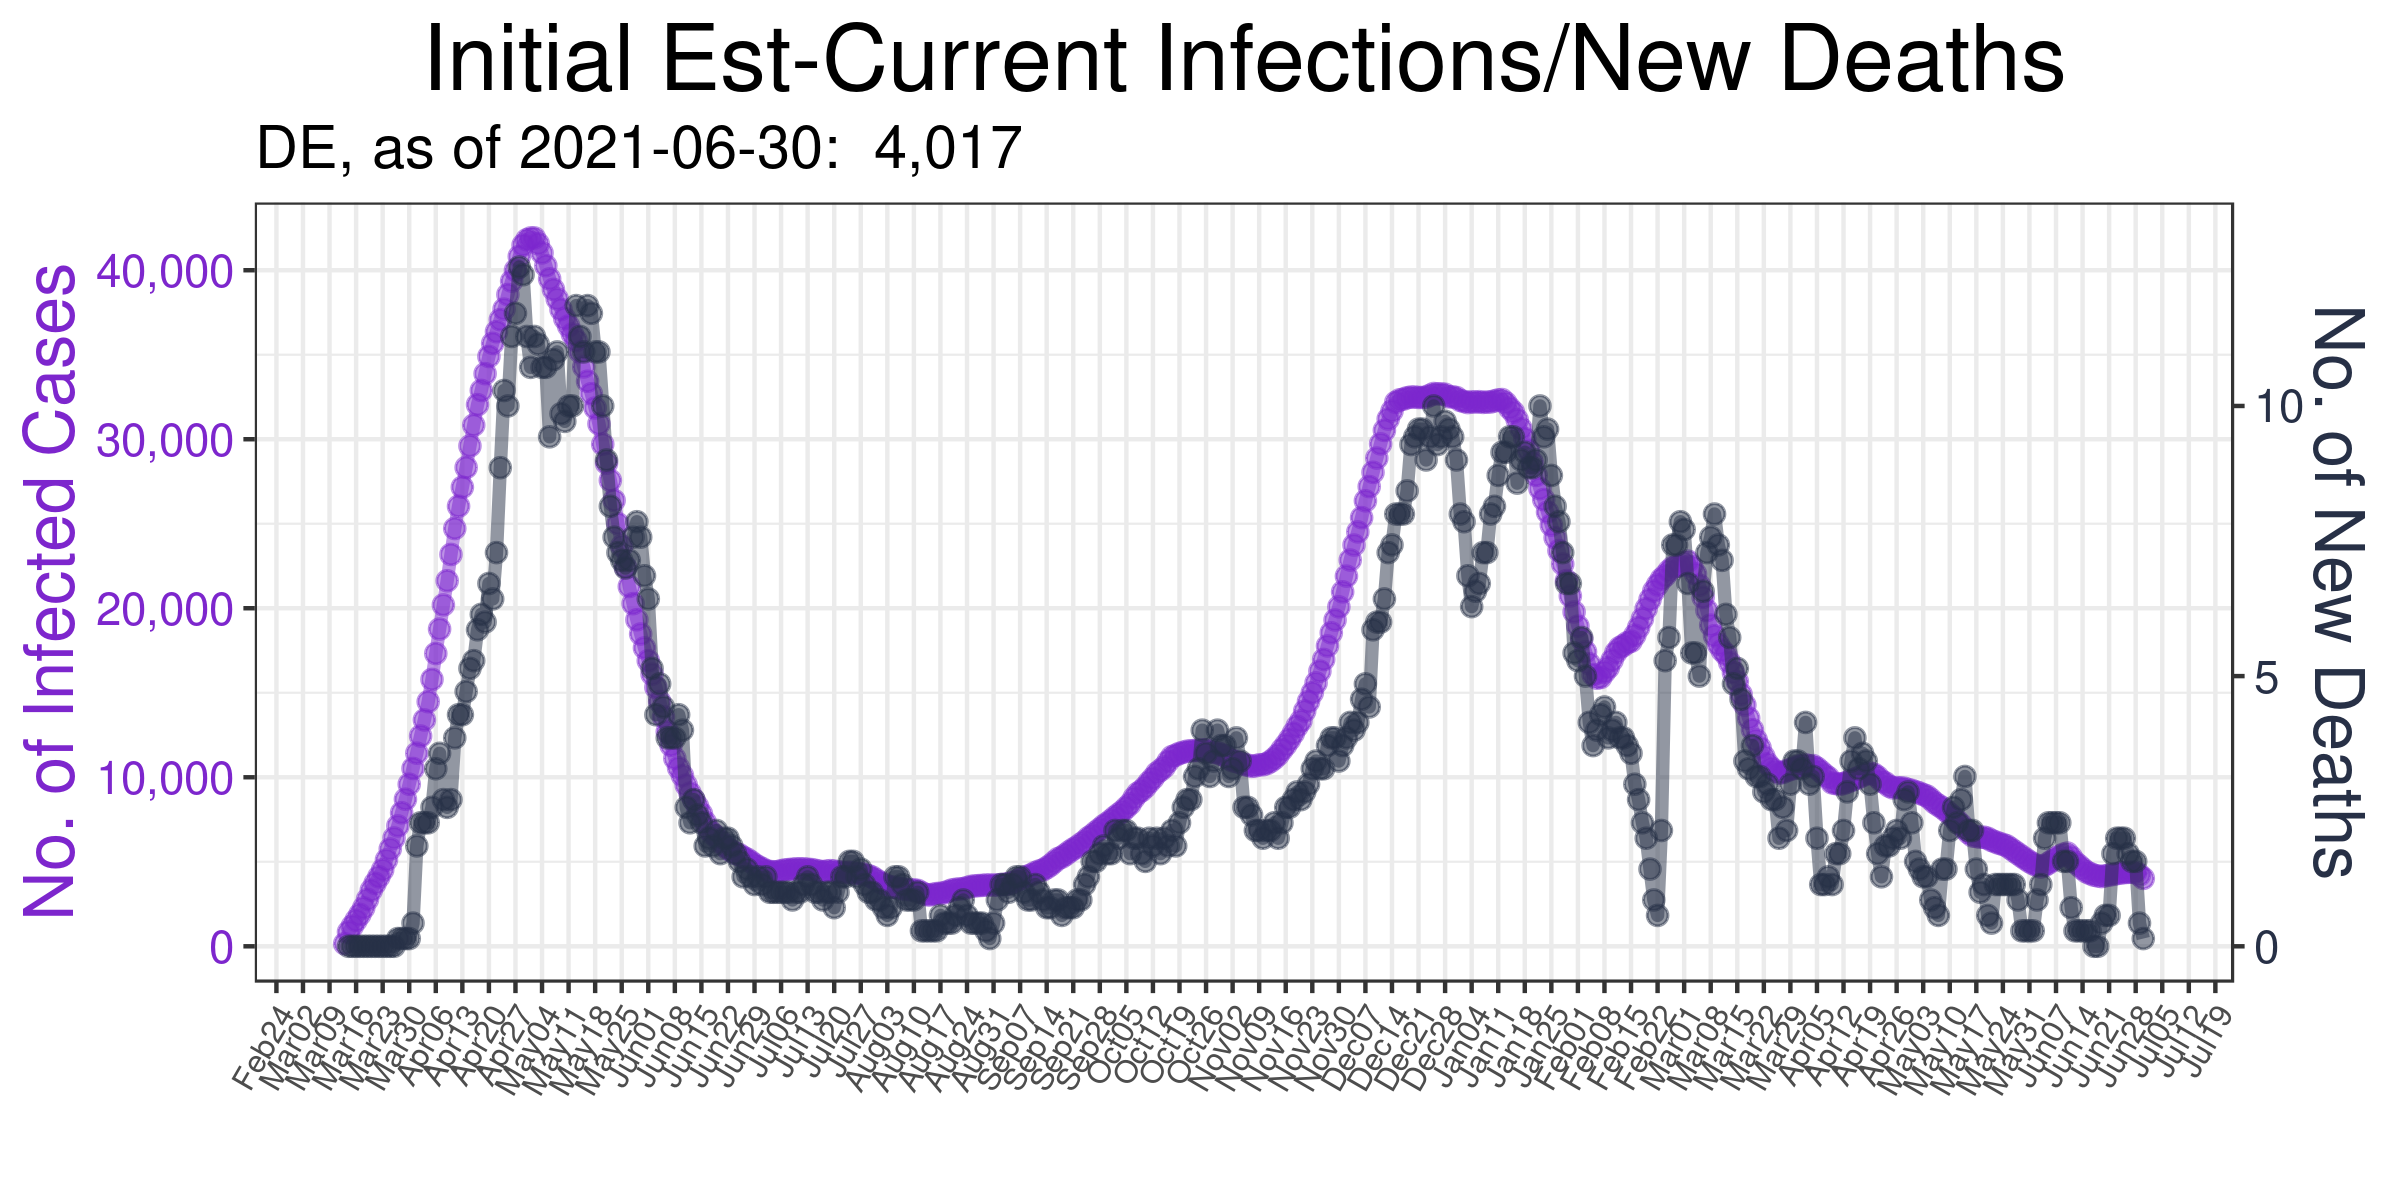 Initial Est-Current Infections/New Deaths
DE, as of 2021-06-30:  4,017
No. of Infected Cases
40,000
30,000
20,000
10,000
0
10
5
0
No. of New Deaths
Feb24
Mar02
Mar09
Mar16
Mar23
Mar30
Apr06
Apr13
Apr20
Apr27
May04
May11
May18
May25
Jun01
Jun08
Jun15
Jun22
Jun29
Jul06
Jul13
Jul20
Jul27
Aug03
Aug10
Aug17
Aug24
Aug31
Sep07
Sep14
Sep21
Sep28
Oct05
Oct12
Oct19
Oct26
Nov02
Nov09
Nov16
Nov23
Nov30
Dec07
Dec14
Dec21
Dec28
Jan04
Jan11
Jan18
Jan25
Feb01
Feb08
Feb15
Feb22
Mar01
Mar08
Mar15
Mar22
Mar29
Apr05
Apr12
Apr19
Apr26
May03
May10
May17
May24
May31
Jun07
Jun14
Jun21
Jun28
Jul05
Jul12
Jul19